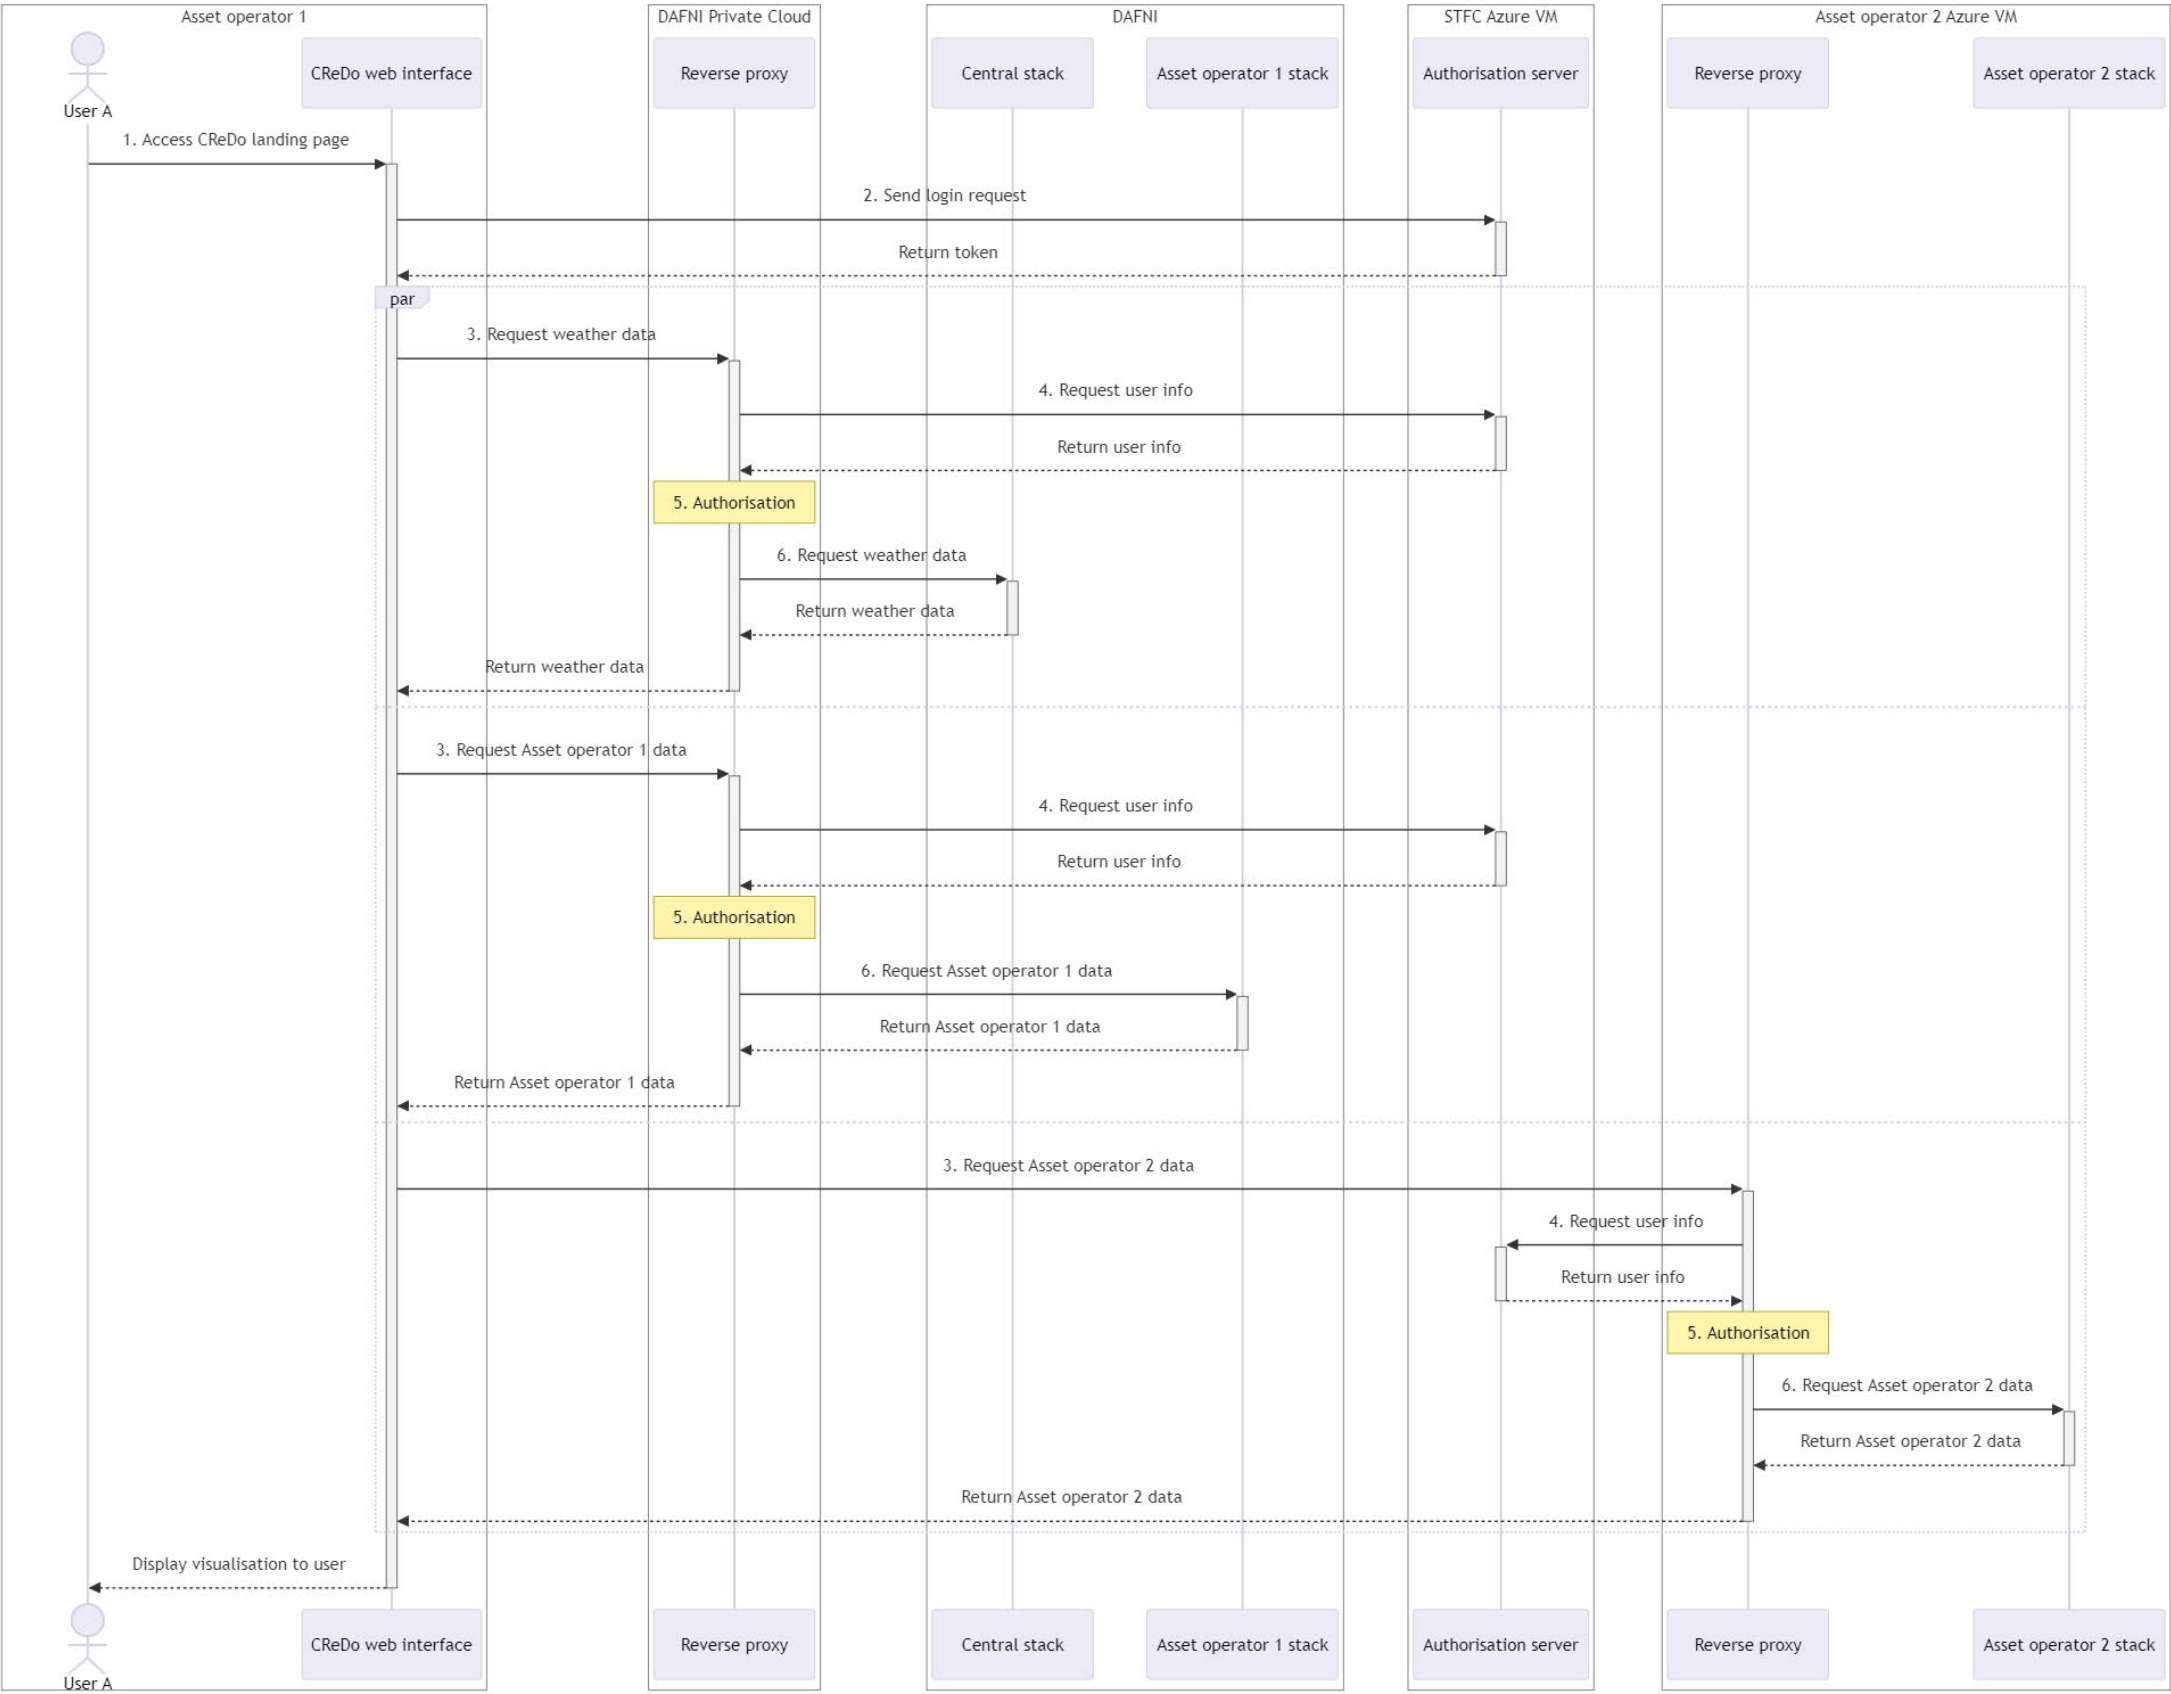 Asset operator 1
DAFNI Private Cloud
DAFNI
STFC Azure VM
Asset operator 2 Azure VM
User A
CReDo web interface
Reverse proxy
Central stack
Asset operator 1 stack
Authorisation server
Reverse proxy
Asset operator 2 stack
1. Access CReDo landing page
2. Send login request
Return token
par
3. Request weather data
4. Request user info
Return user info
5. Authorisation
6. Request weather data
Return weather data
Return weather data
3. Request Asset operator 1 data
4. Request user info
Return user info
5. Authorisation
6. Request Asset operator 1 data
Return Asset operator 1 data
Return Asset operator 1 data
3. Request Asset operator 2 data
4. Request user info
Return user info
5. Authorisation
6. Request Asset operator 2 data
Return Asset operator 2 data
Return Asset operator 2 data
Display visualisation to user
User A
CReDo web interface
Reverse proxy
Central stack
Asset operator 1 stack
Authorisation server
Reverse proxy
Asset operator 2 stack